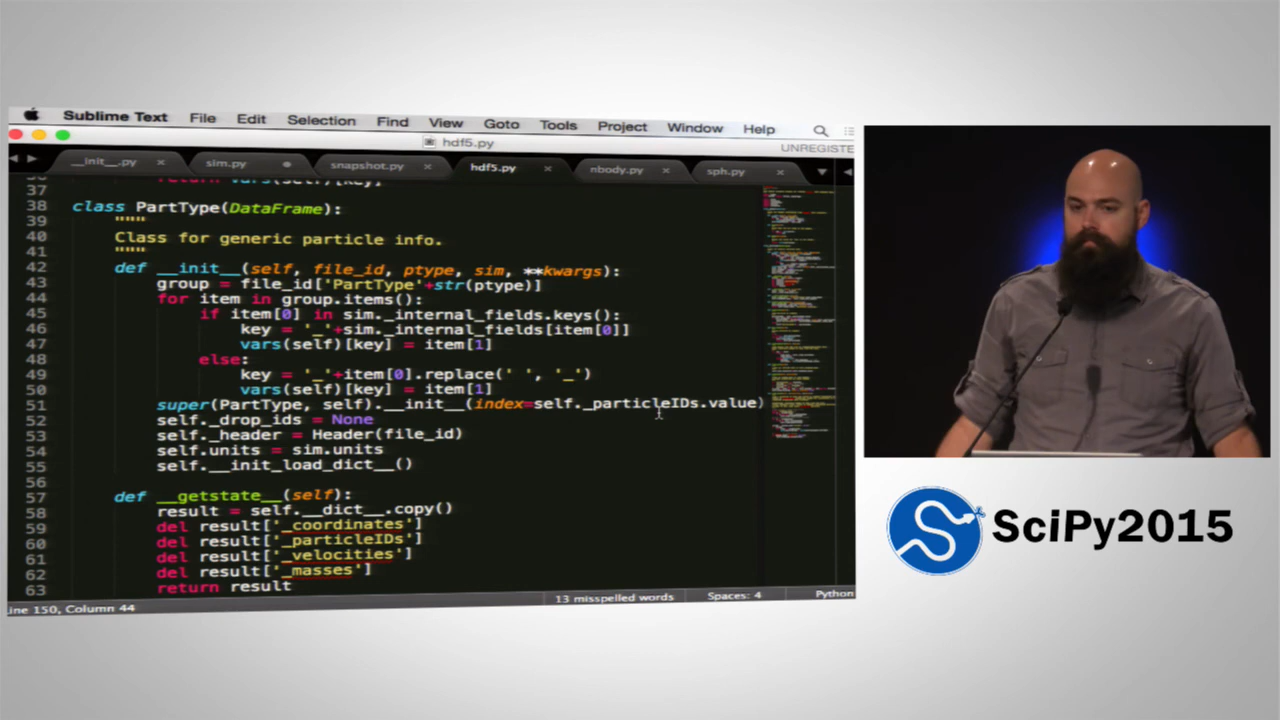 Sublime Text File Edit Selection Find View Goto Tools Project Window Help
hdf5.py
UNREGISTE
__init__.py sim.py snapshot.py hdf5.py nbody.py sph.py
37
38 class PartType(DataFrame):
39 """
40 Class for generic particle info.
41 """
42 def __init__(self, file_id, ptype, sim, **kwargs):
43 group = file_id['PartType'+str(ptype)]
44 for item in group.items():
45 if item[0] in sim._internal_fields.keys():
46 key = '_'+sim._internal_fields[item[0]]
47 vars(self)[key] = item[1]
48 else:
49 key = '_'+item[0].replace(' ', '_')
50 vars(self)[key] = item[1]
51 super(PartType, self).__init__(index=self._particleIDs.value)
52 self._drop_ids = None
53 self._header = Header(file_id)
54 self.units = sim.units
55 self.__init_load_dict__()
56
57 def __getstate__(self):
58 result = self.__dict__.copy()
59 del result['_coordinates']
60 del result['_particleIDs']
61 del result['_velocities']
62 del result['_masses']
63 return result
ine 150, Column 44 13 misspelled words Spaces: 4 Python
SciPy2015